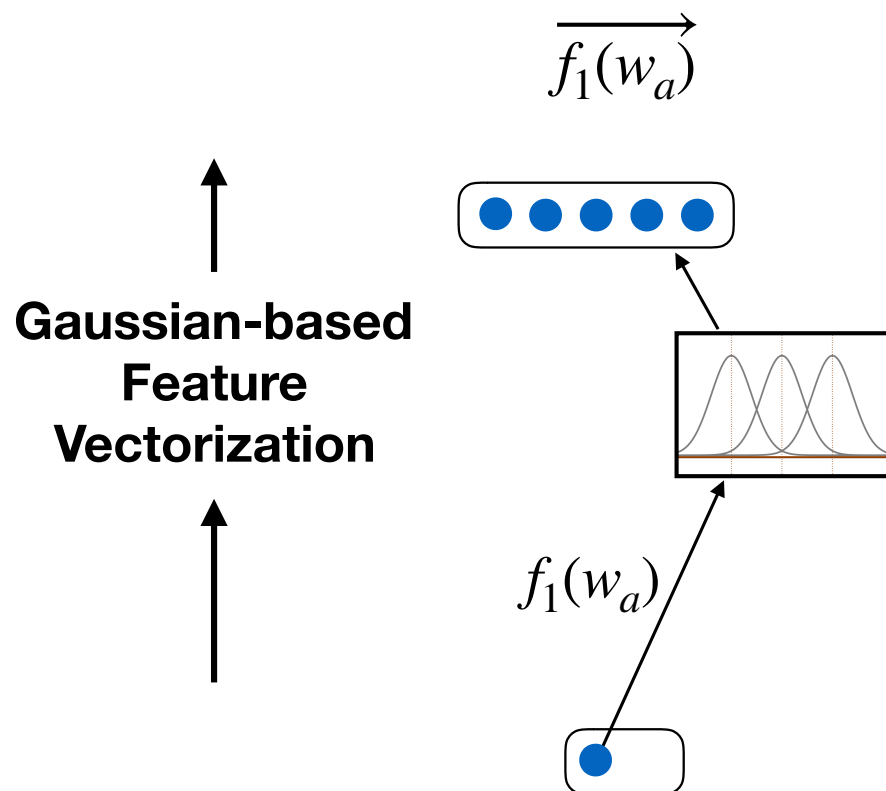 $\overrightarrow{f_1(w_a)}$
Gaussian-based
Feature
Vectorization
$f_1(w_a)$